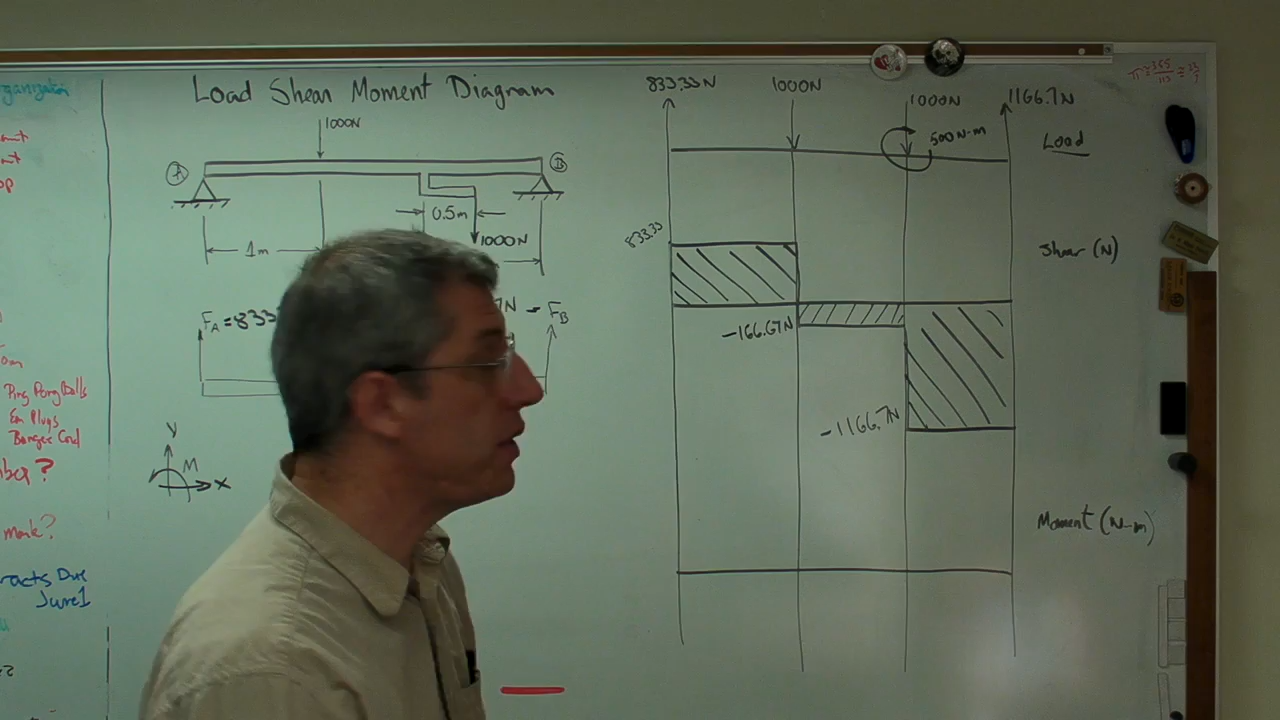 Load Shear Moment Diagram
1000N
A
B
0.5m
1000N
1m
FA = 833
N = FB
Y
M
X
833.33N
1000N
1000N
1166.7N
500N-m
Load
833.33
Shear (N)
-166.67N
-1166.7N
Moment (N-m)
Ping Pong Balls
Ear Plugs
Bungee Cord
mark?
Due
June 1